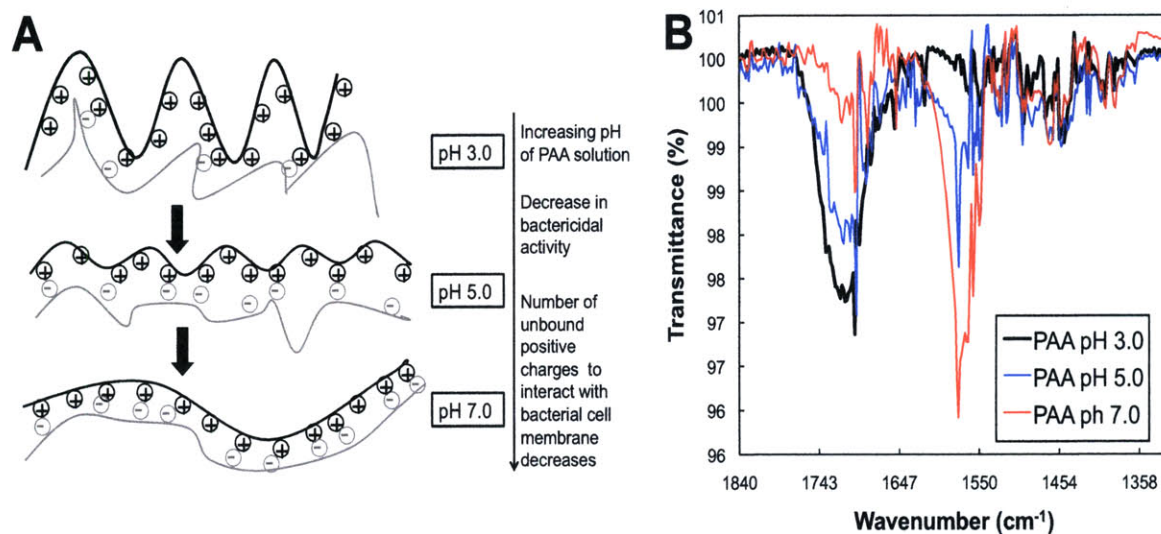 A
pH 3.0
pH 5.0
pH 7.0
Increasing pH
of PAA solution
Decrease in
bactericidal
activity
Number of
unbound
positive
charges to
interact with
bacterial cell
membrane
decreases
B
101
100
100
99
99
98
98
97
97
96
96
Transmittance (%)
1840
1743
1647
1550
1454
1358
Wavenumber (cm⁻¹)
PAA pH 3.0
PAA pH 5.0
PAA ph 7.0